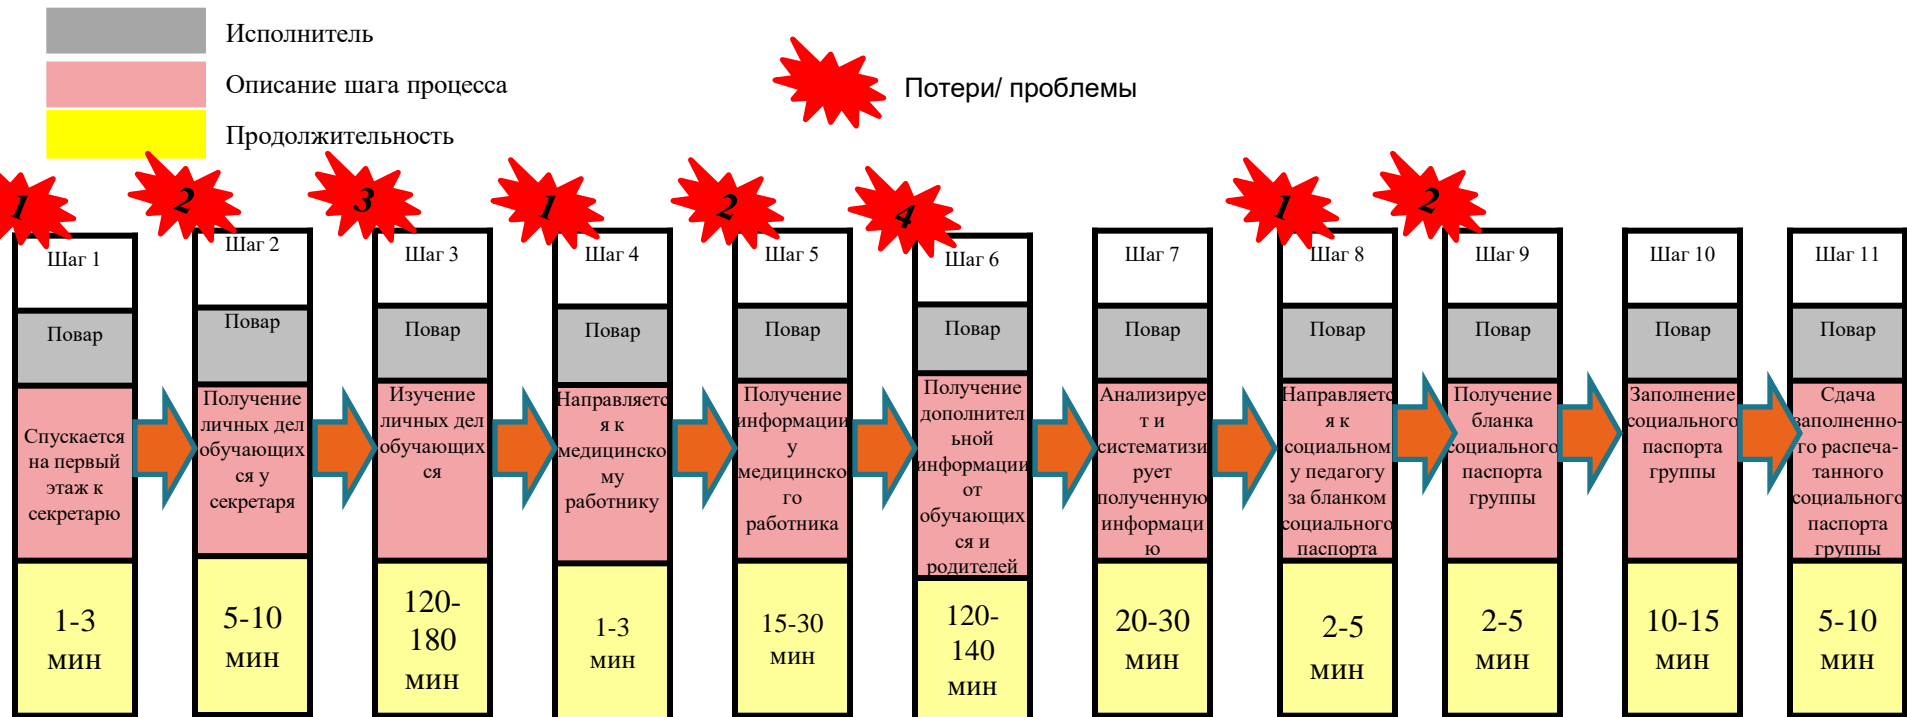 Исполнитель
Описание шага процесса
Продолжительность
Потери/ проблемы
1
Шаг 1
Повар
Спускается
на первый
этаж к
секретарю
1-3
мин
2
Шаг 2
Повар
Получение
личных дел
обучающих
ся у
секретаря
5-10
мин
3
Шаг 3
Повар
Изучение
личных дел
обучающих
ся
120-
180
мин
1
Шаг 4
Повар
Направляетс
я к
медицинско
му
работнику
1-3
мин
2
Шаг 5
Повар
Получение
информации
у
медицинско
го
работника
15-30
мин
4
Шаг 6
Повар
Получение
дополнител
ьной
информации
от
обучающих
ся и
родителей
120-
140
мин
Шаг 7
Повар
Анализируе
т и
систематизи
рует
полученную
информаци
ю
20-30
мин
1
Шаг 8
Повар
Направляетс
я к
социальном
у педагогу
за бланком
социального
паспорта
2-5
мин
2
Шаг 9
Повар
Получение
бланка
социального
паспорта
группы
2-5
мин
Шаг 10
Повар
Заполнение
социального
паспорта
группы
10-15
мин
Шаг 11
Повар
Сдача
заполненно-
го распеча-
танного
социального
паспорта
группы
5-10
мин